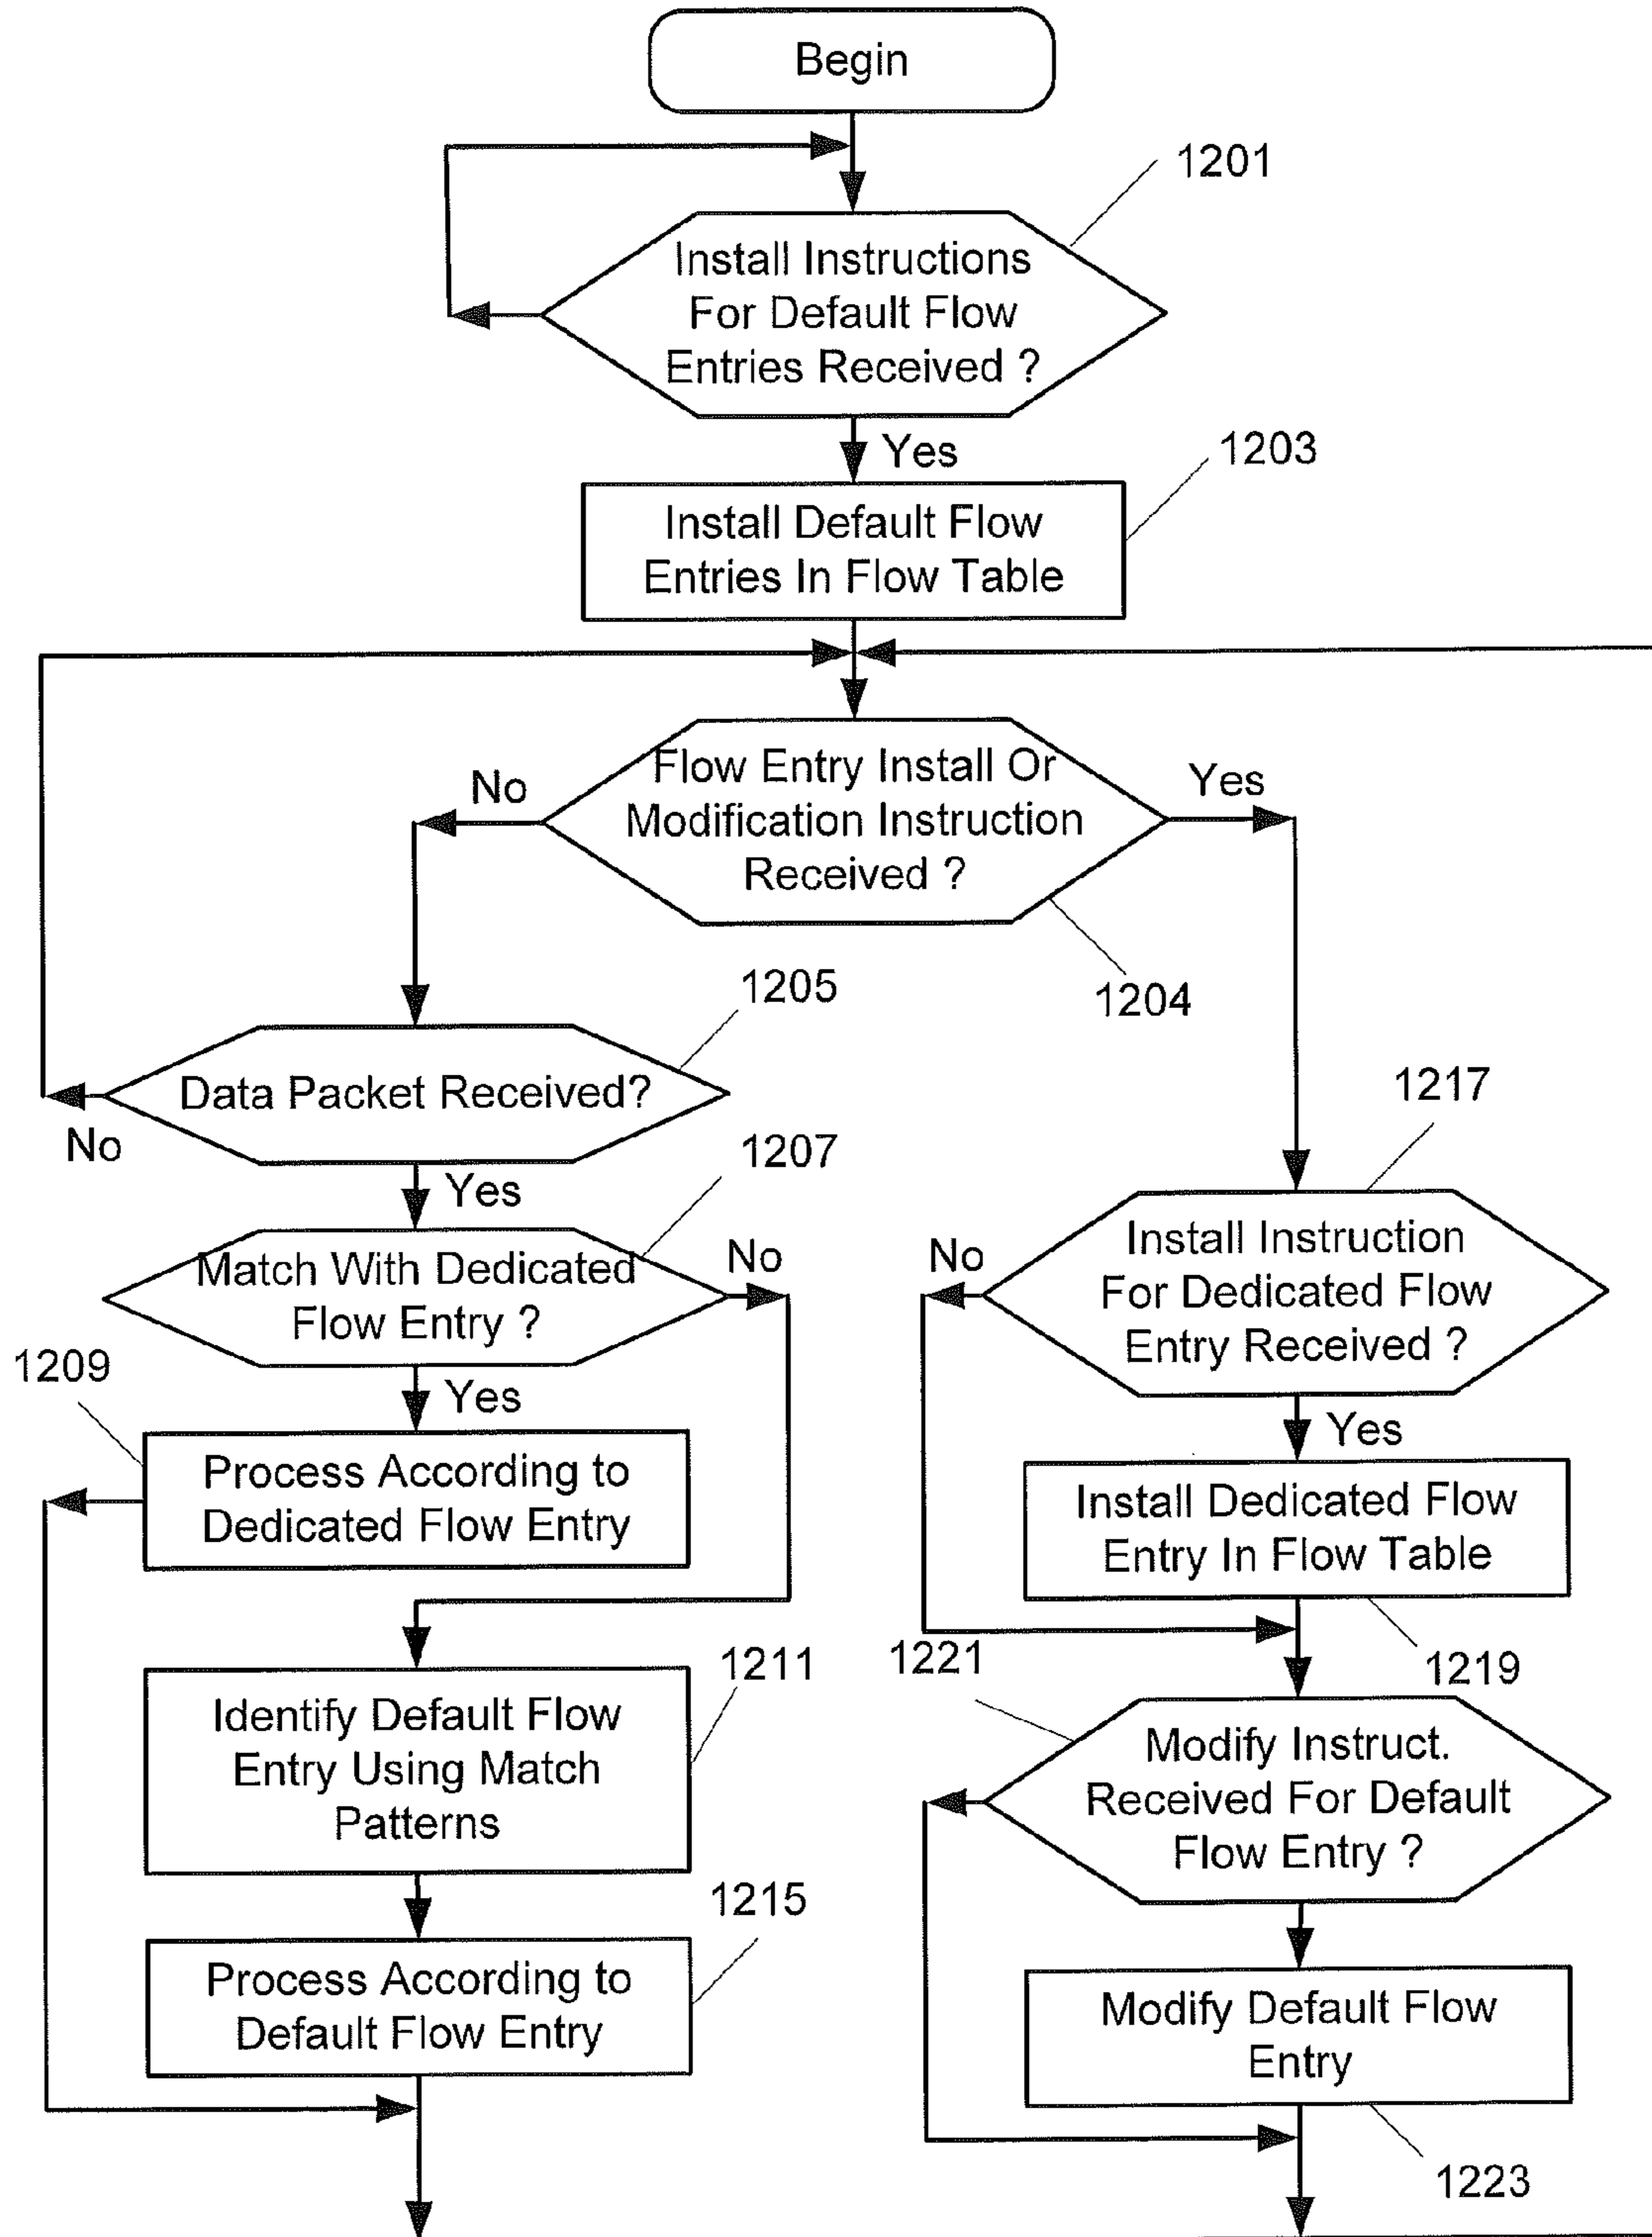 Begin
1201
Install Instructions
For Default Flow
Entries Received ?
Yes
1203
Install Default Flow
Entries In Flow Table
Flow Entry Install Or
Modification Instruction
Received ?
No
Yes
1204
1205
Data Packet Received?
No
Yes
1207
Match With Dedicated
Flow Entry ?
No
Yes
1209
Process According to
Dedicated Flow Entry
1211
Identify Default Flow
Entry Using Match
Patterns
1215
Process According to
Default Flow Entry
1217
Install Instruction
For Dedicated Flow
Entry Received ?
No
Yes
Install Dedicated Flow
Entry In Flow Table
1219
1221
Modify Instruct.
Received For Default
Flow Entry ?
Modify Default Flow
Entry
1223